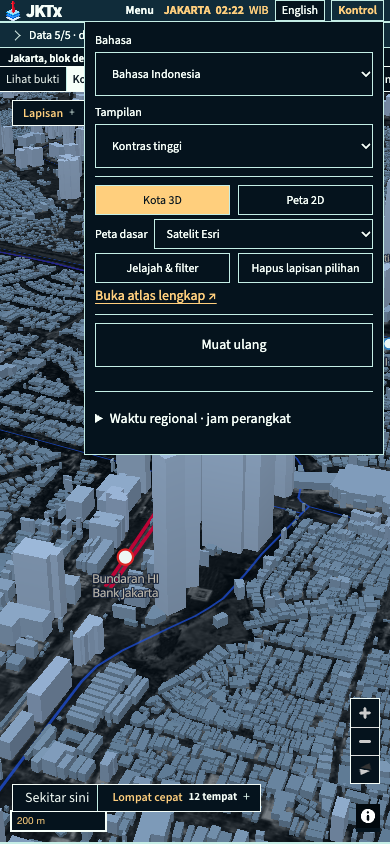 JKTx Menu JAKARTA 02:22 WIB English Kontrol
Data 5/5 · d
Jakarta, blok de
Lihat bukti
Lapisan +
Bahasa
Bahasa Indonesia
Tampilan
Kontras tinggi
Kota 3D Peta 2D
Peta dasar Satelit Esri
Jelajah & filter Hapus lapisan pilihan
Buka atlas lengkap ↗
Muat ulang
▶ Waktu regional · jam perangkat
Bundaran HI
Bank Jakarta
+
−
Sekitar sini Lompat cepat 12 tempat +
200 m